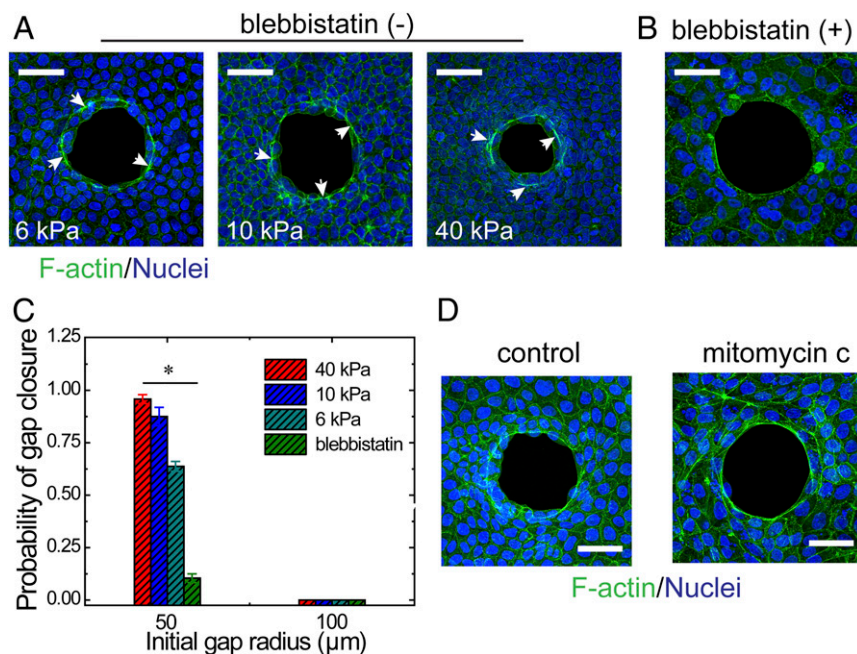 A
blebbistatin (-)
B
blebbistatin (+)
6 kPa
10 kPa
40 kPa
F-actin/Nuclei
C
Probability of gap closure
1.25
1.00
0.75
0.50
0.25
0.00
*
40 kPa
10 kPa
6 kPa
blebbistatin
50
100
Initial gap radius (µm)
D
control
mitomycin c
F-actin/Nuclei